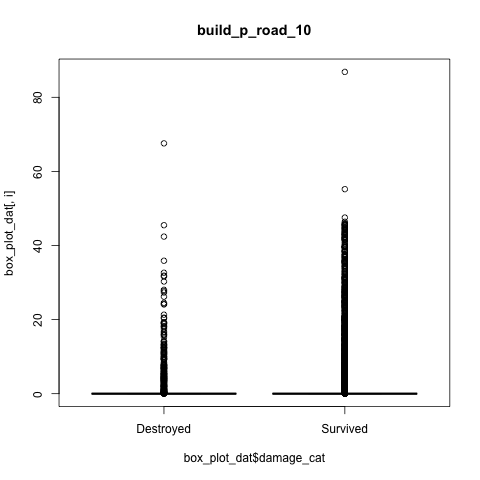 build_p_road_10
box_plot_dat[, i]
80
60
40
20
0
Destroyed
Survived
box_plot_dat$damage_cat